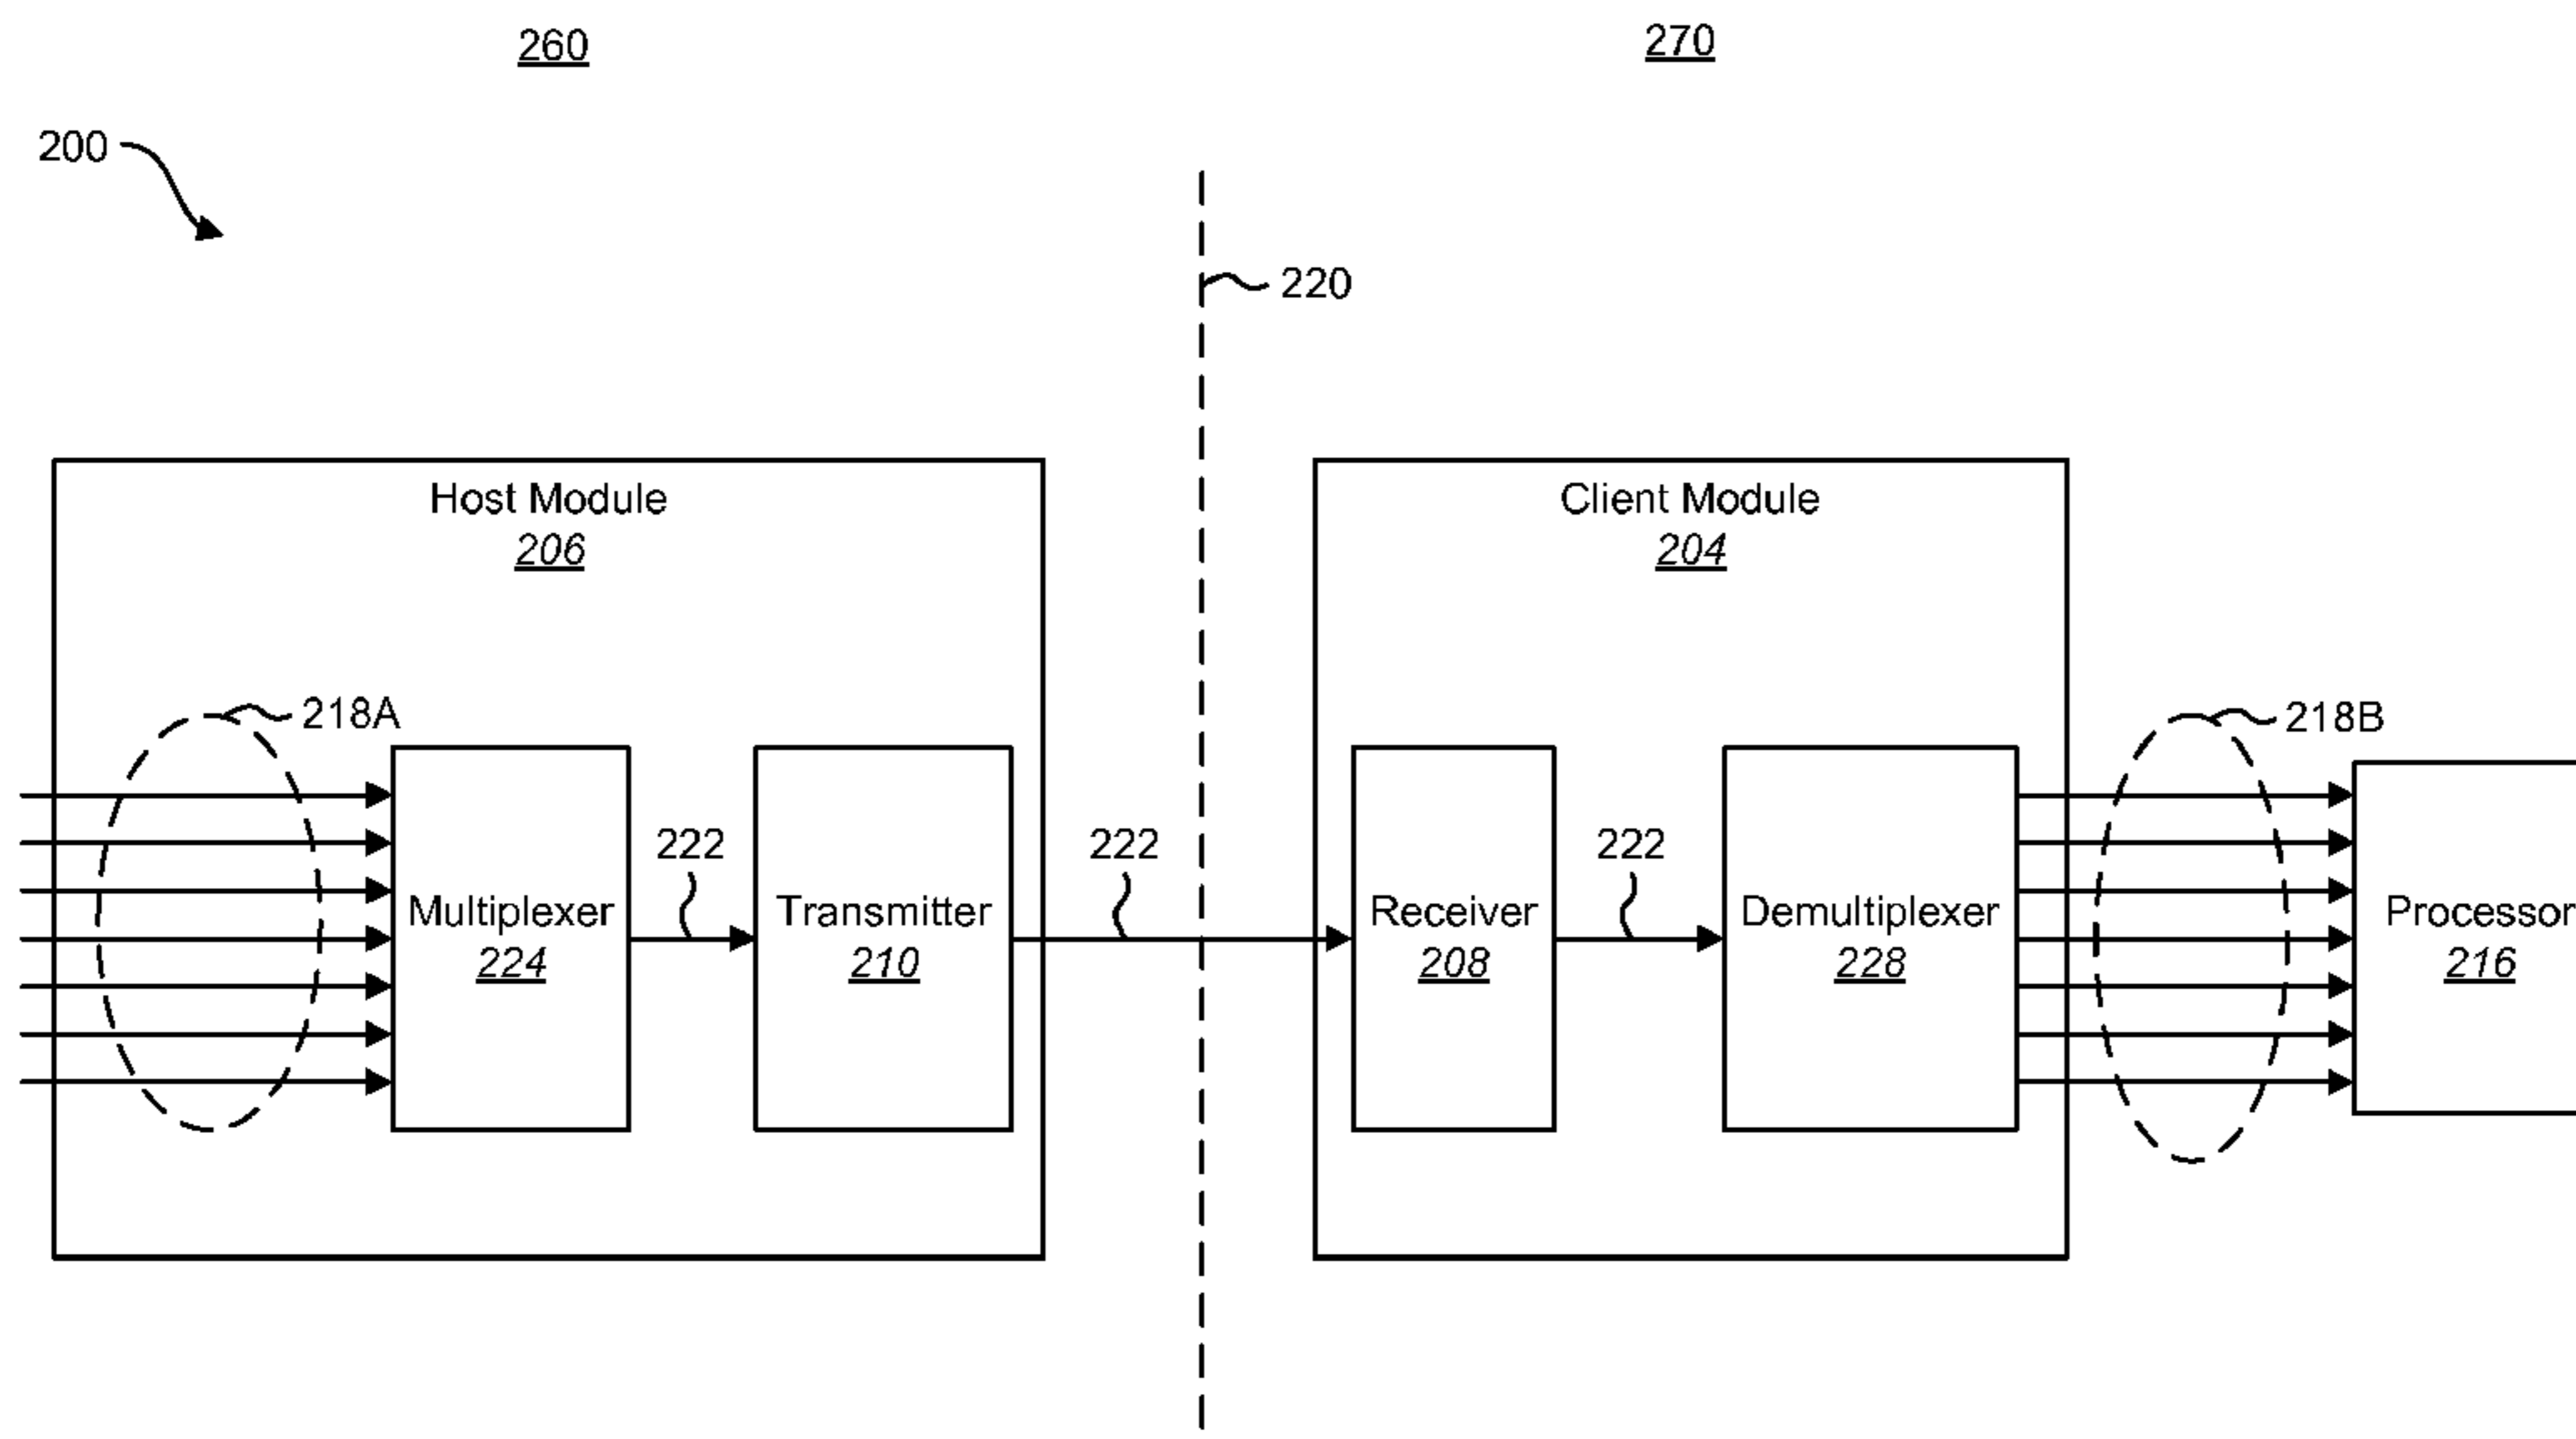 260
270
200
220
Host Module
206
Client Module
204
218A
218B
222
222
222
Multiplexer
224
Transmitter
210
Receiver
208
Demultiplexer
228
Processor
216